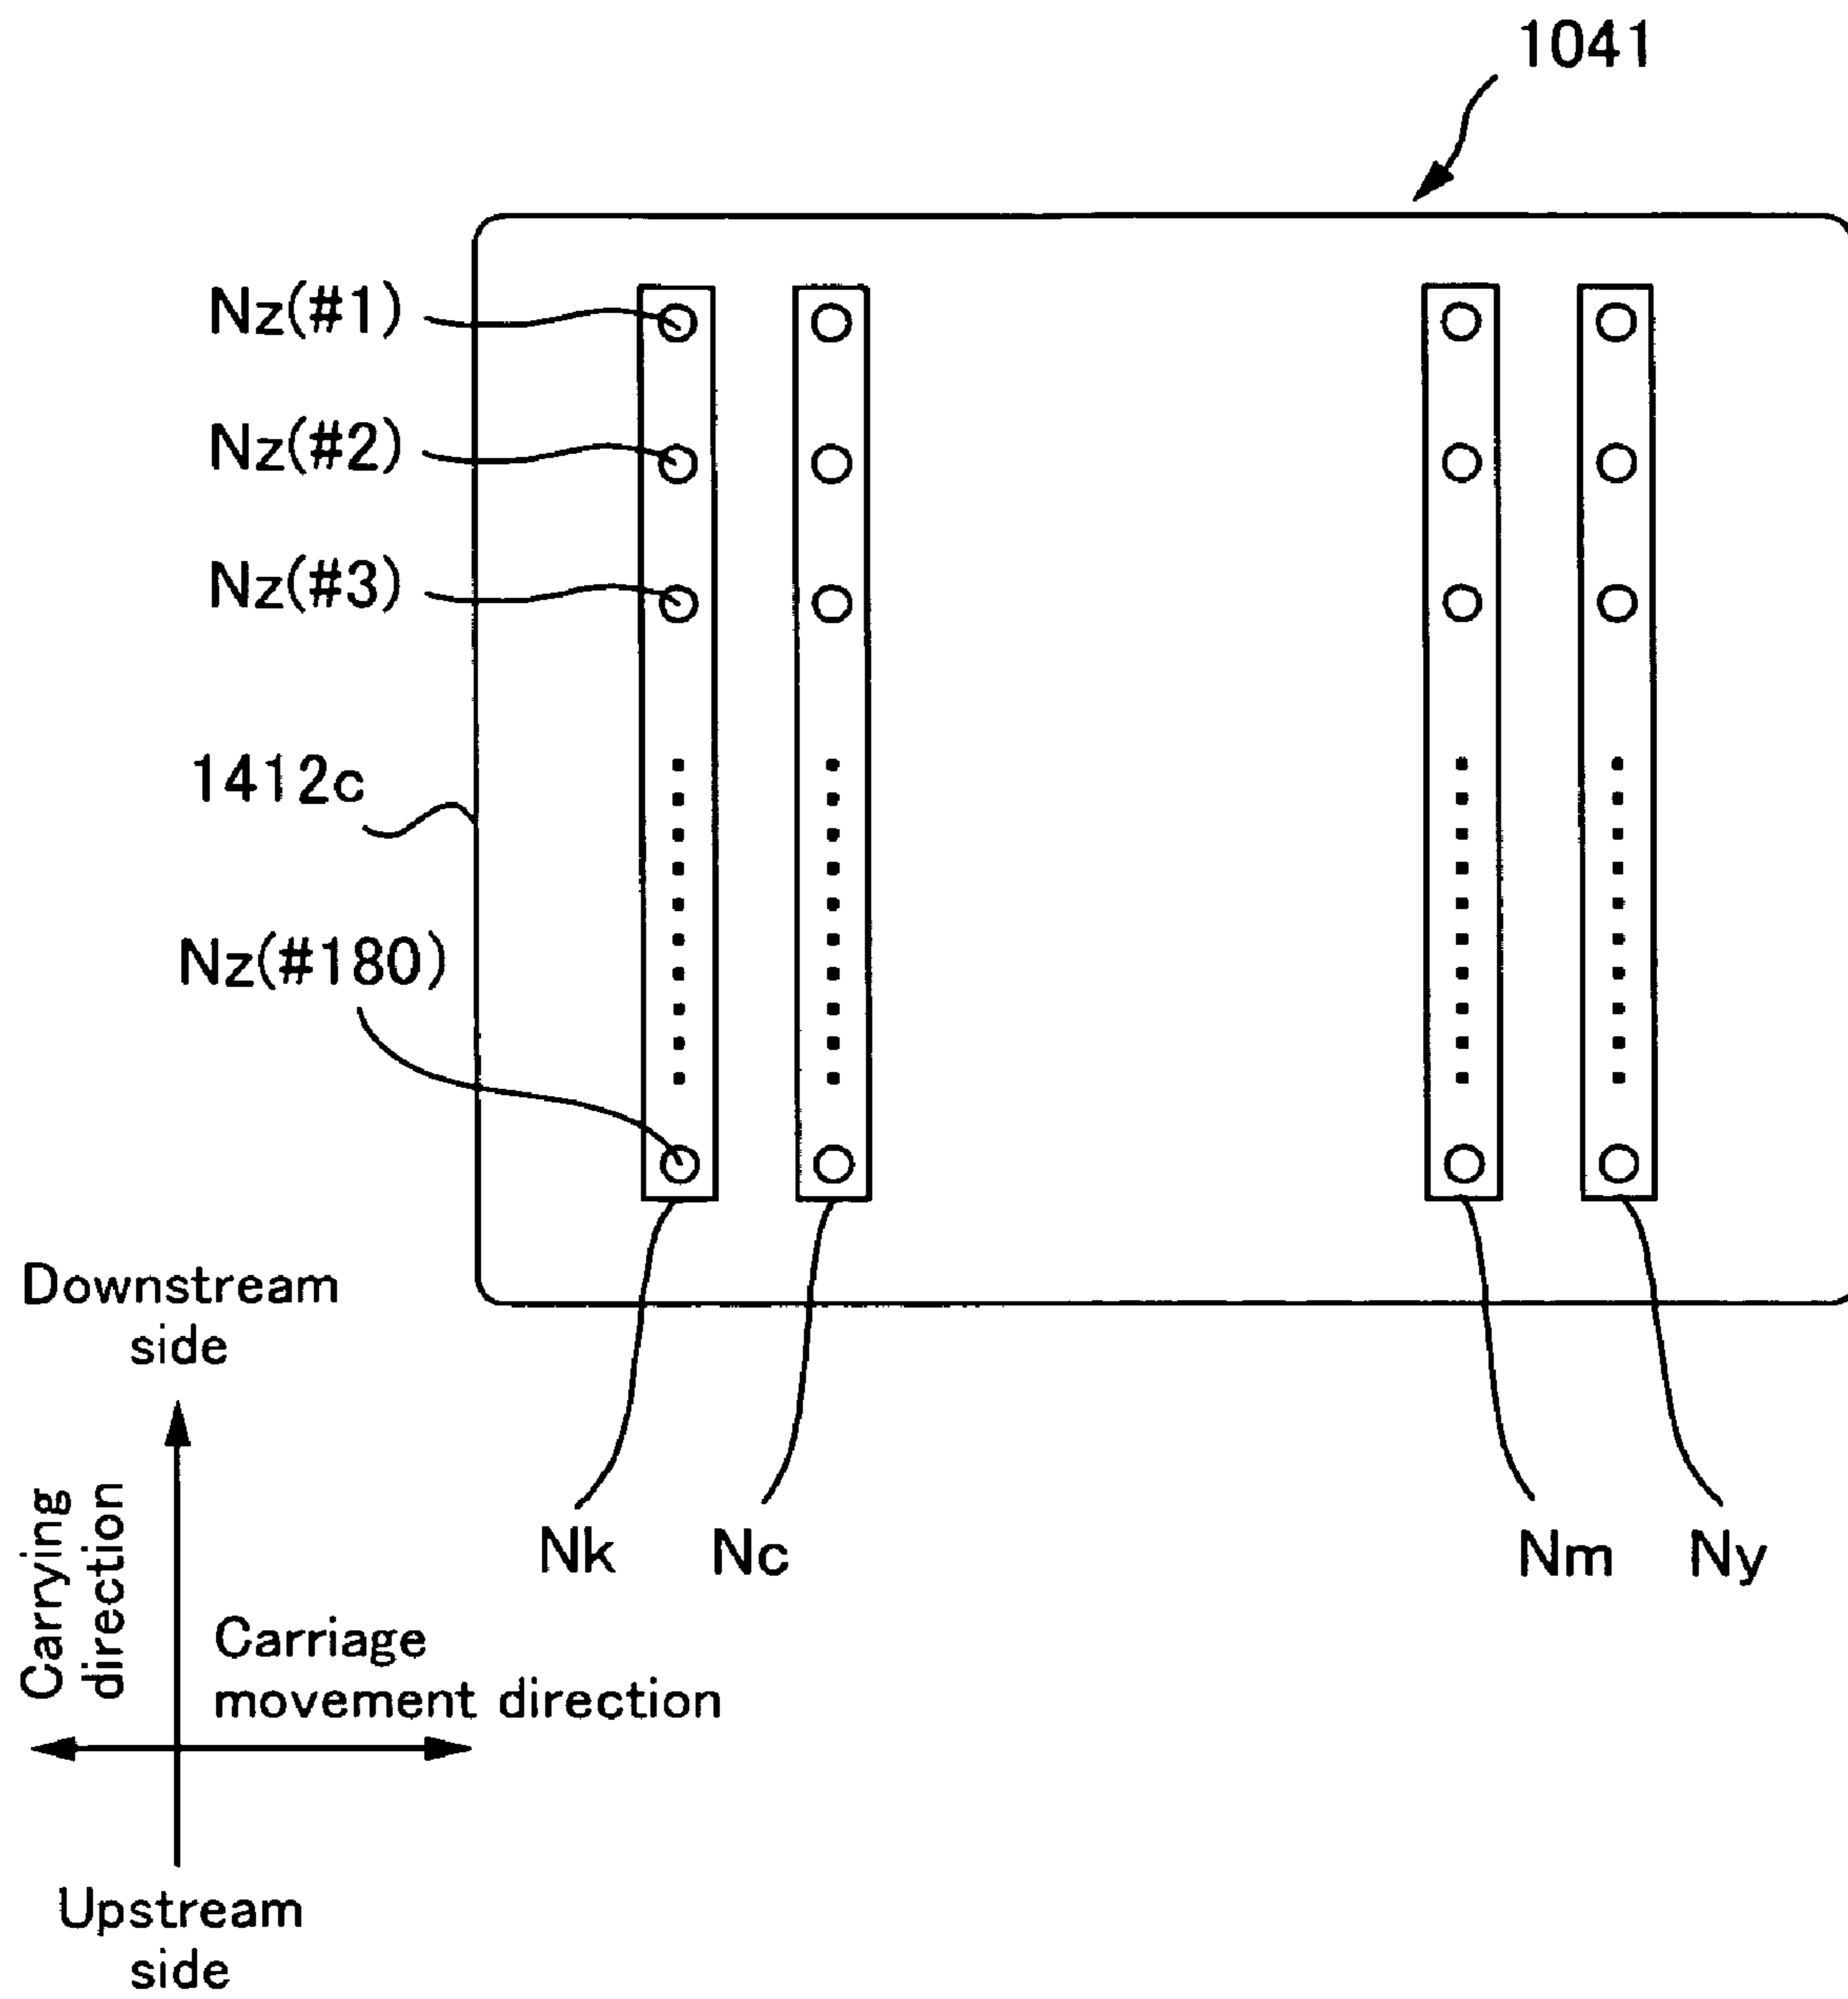 1041
Nz(#1)
Nz(#2)
Nz(#3)
1412c
Nz(#180)
Downstream
side
Nk
Nc
Nm
Ny
Carrying
direction
Carriage
movement direction
Upstream
side